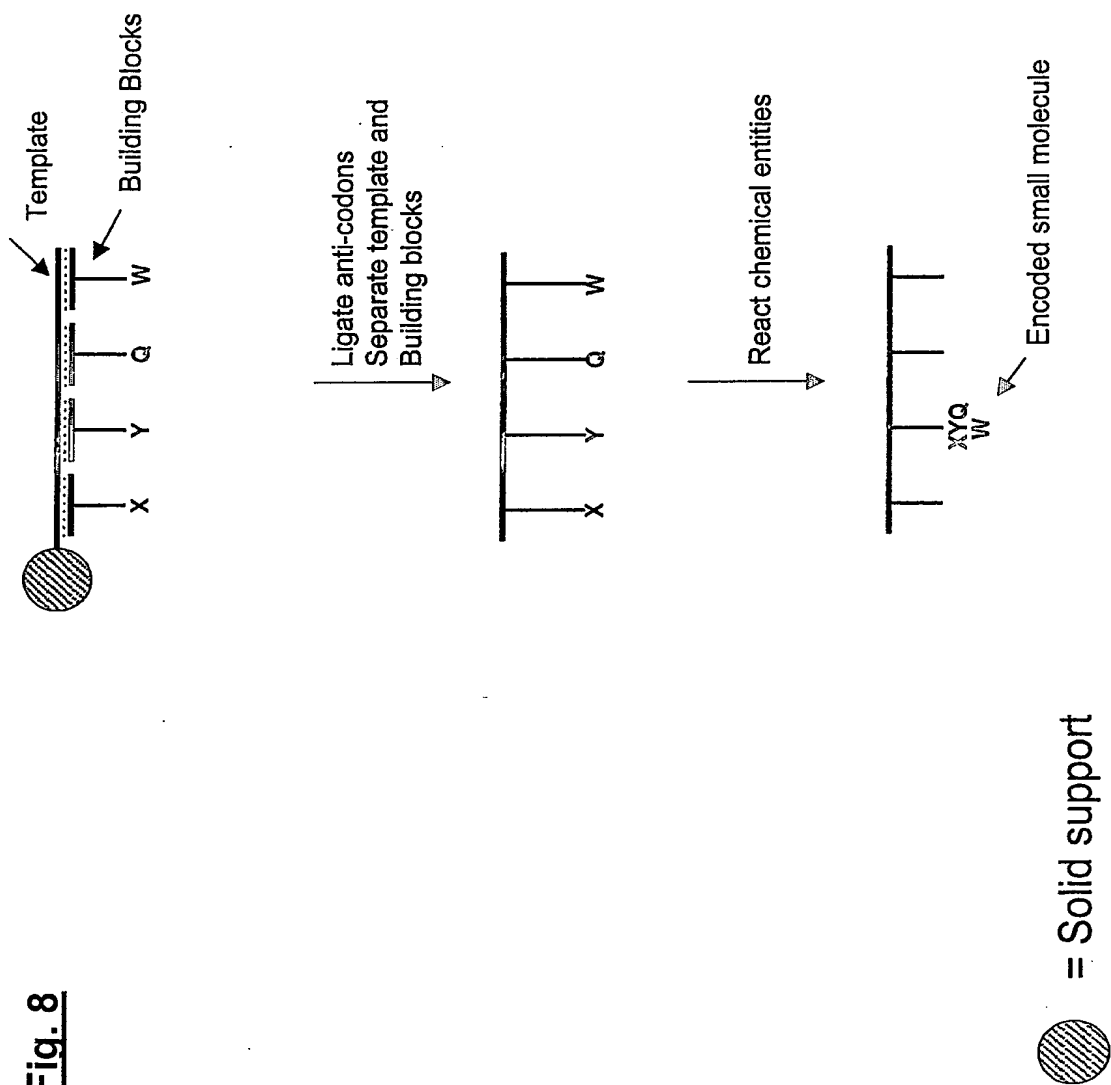 Fig. 8
Template
Building Blocks
X Y Q W
Ligate anti-codons
Separate template and
Building blocks
X Y Q W
React chemical entities
XYQ
W
Encoded small molecule
= Solid support